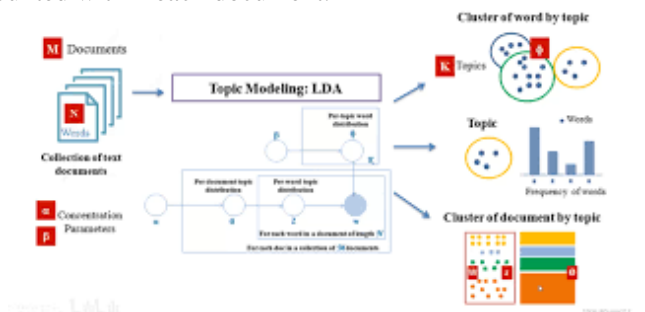 Cluster of word by topic
M Documents
N
Words
Collection of text
documents
α Concentration
β Parameters
Topic Modeling: LDA
Per-topic word
distribution
β
φ
K
Per-document topic
distribution
Per-word topic
distribution
α
θ
z
w
For each word in a document of length N
For each doc in a collection of M documents
ϕ
K Topics
Topic
Words
Frequency of words
Cluster of document by topic